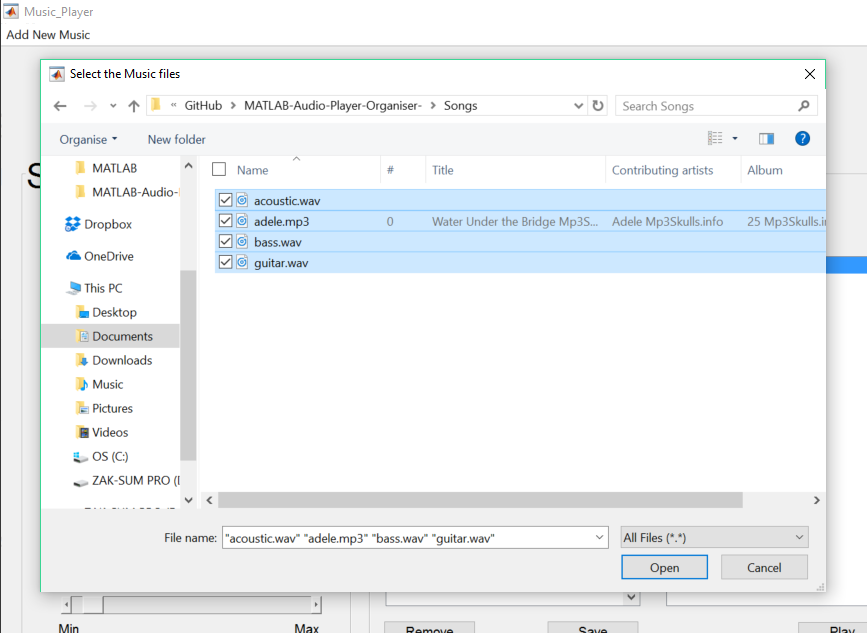 Music_Player
Add New Music
Select the Music files
« GitHub > MATLAB-Audio-Player-Organiser- > Songs
Search Songs
Organise
New folder
Name # Title Contributing artists Album
acoustic.wav
adele.mp3 0 Water Under the Bridge Mp3S... Adele Mp3Skulls.info 25 Mp3Skulls.i
bass.wav
guitar.wav
MATLAB
MATLAB-Audio-
Dropbox
OneDrive
This PC
Desktop
Documents
Downloads
Music
Pictures
Videos
OS (C:)
ZAK-SUM PRO (
S
File name: "acoustic.wav" "adele.mp3" "bass.wav" "guitar.wav"
All Files (*.*)
Open
Cancel
Min
Max
Remove
Save
Play